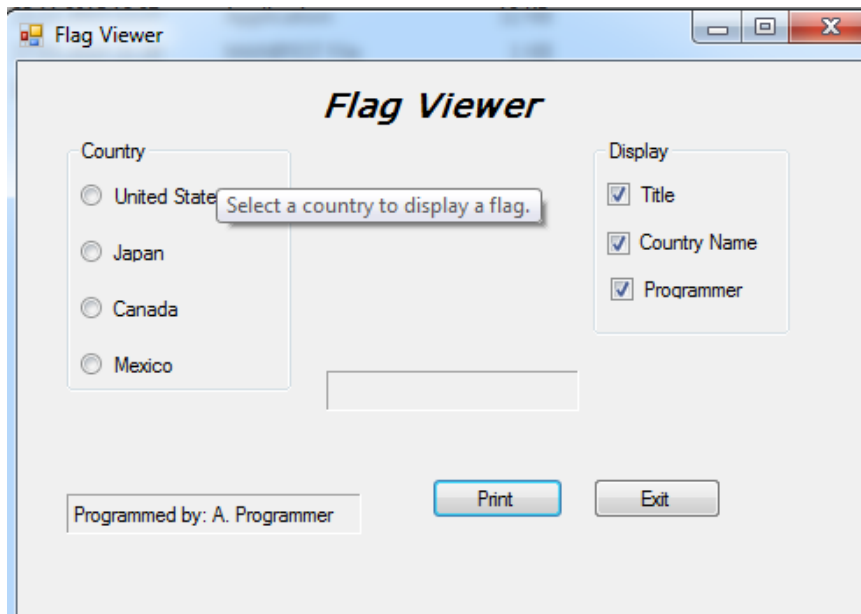 Flag Viewer
Flag Viewer
Country
Display
United State
Select a country to display a flag.
Title
Japan
Country Name
Canada
Programmer
Mexico
Programmed by: A. Programmer
Print
Exit